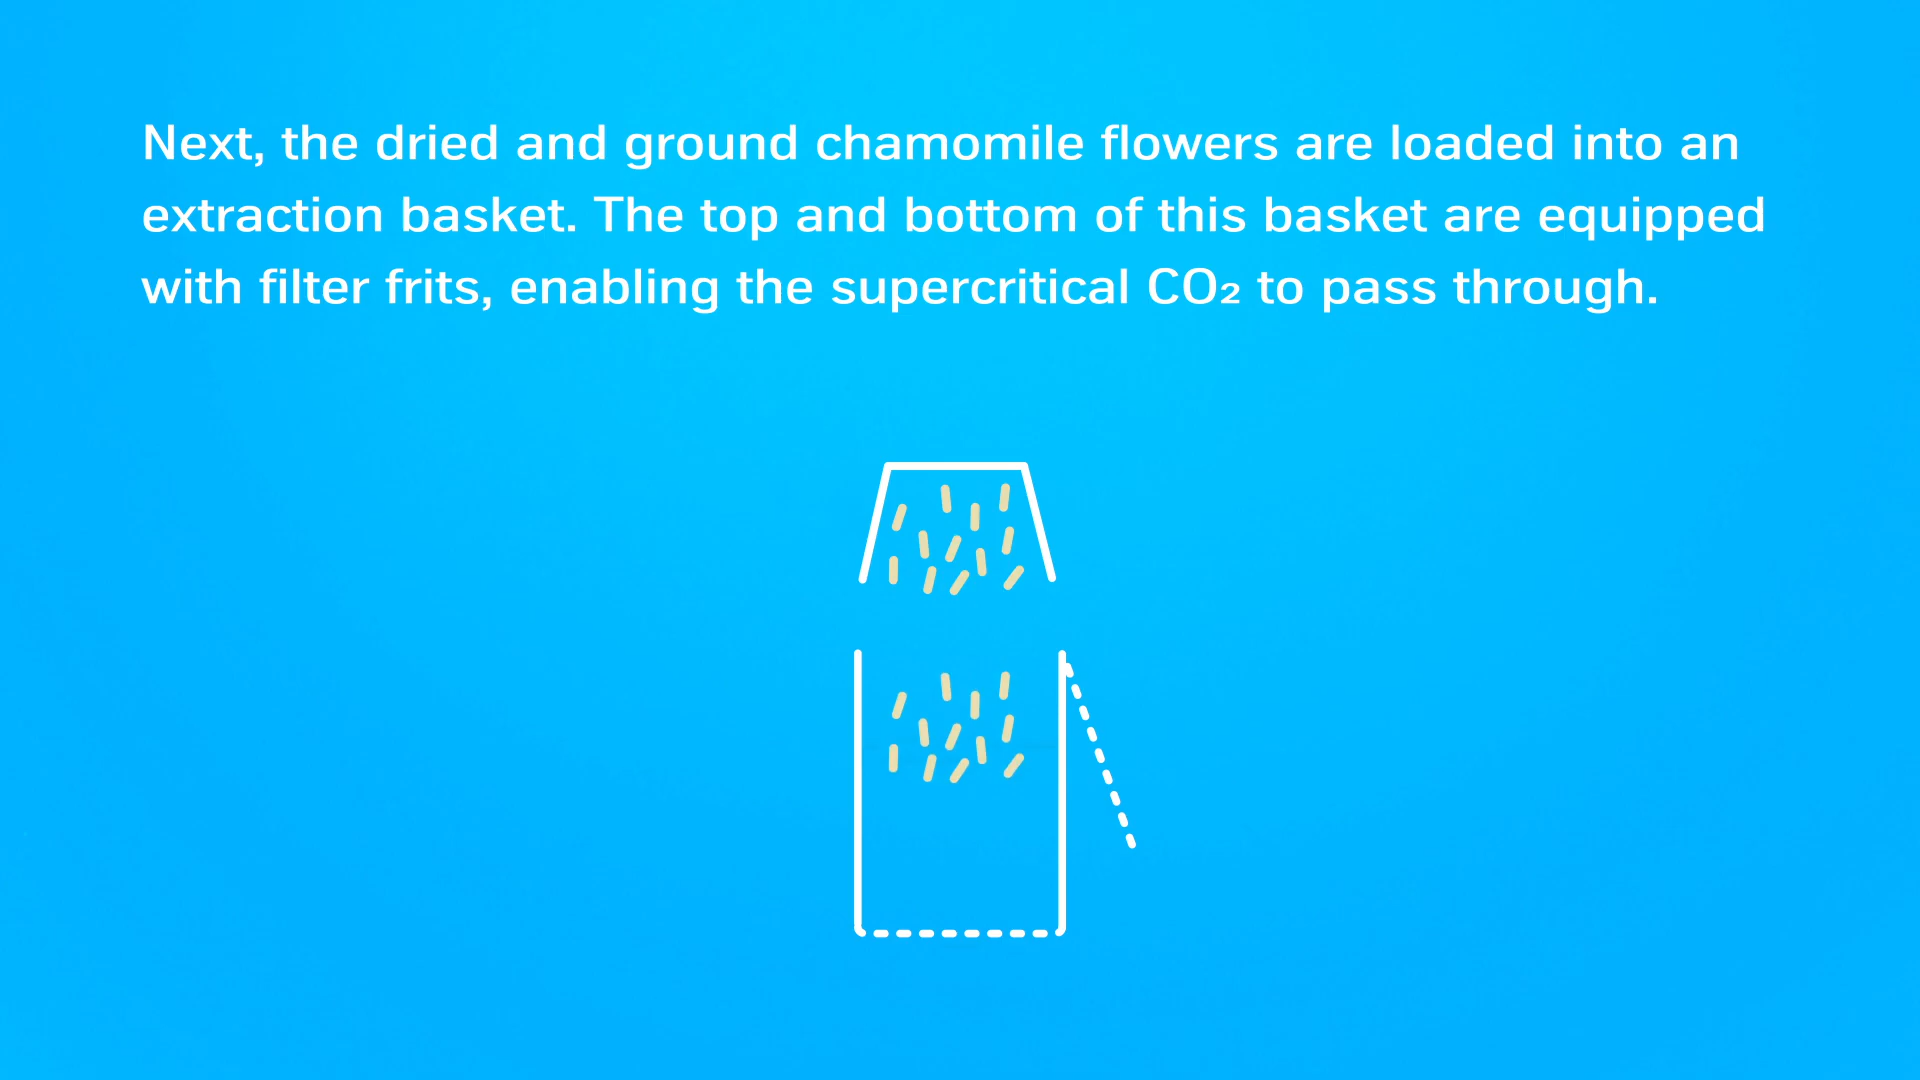 Next, the dried and ground chamomile flowers are loaded into an
extraction basket. The top and bottom of this basket are equipped
with filter frits, enabling the supercritical CO₂ to pass through.